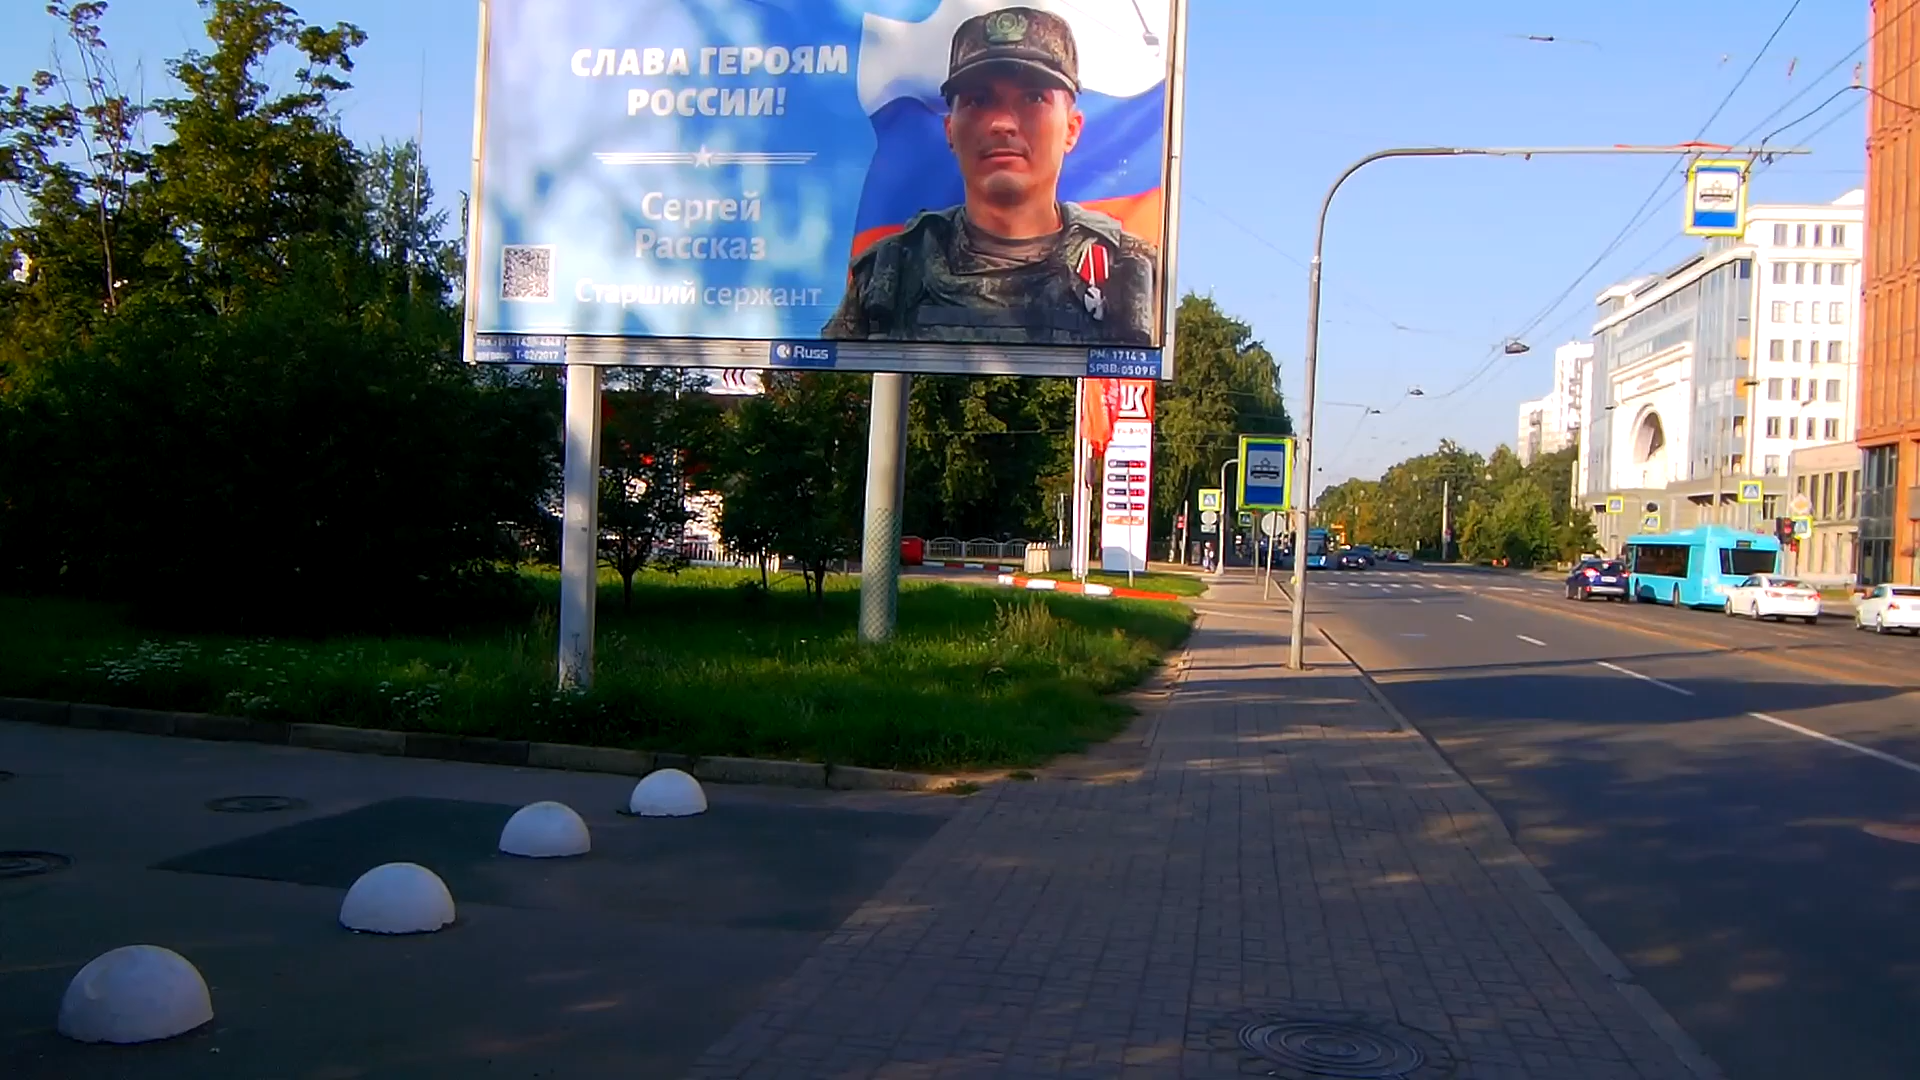 СЛАВА ГЕРОЯМ
РОССИИ!
Сергей
Рассказ
Старший сержант
Russ
РМ: 1714 3
SPBB: 05096